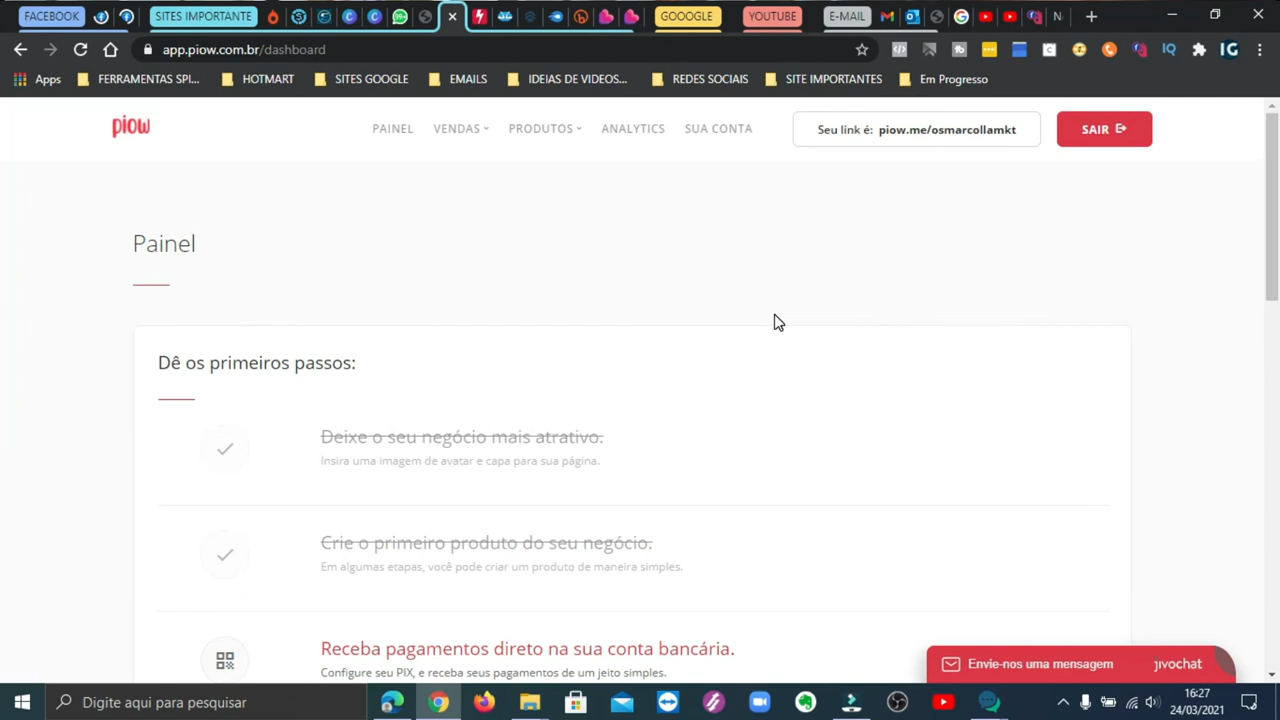 FACEBOOK
SITES IMPORTANTE
99+
GOOOGLE
YOUTUBE
E-MAIL
N
app.piow.com.br/dashboard
IQ
IG
Apps
FERRAMENTAS SPI...
HOTMART
SITES GOOGLE
EMAILS
IDEIAS DE VIDEOS...
REDES SOCIAIS
SITE IMPORTANTES
Em Progresso
piow
PAINEL
VENDAS
PRODUTOS
ANALYTICS
SUA CONTA
Seu link é: piow.me/osmarcollamkt
SAIR
Painel
Dê os primeiros passos:
Deixe o seu negócio mais atrativo.
Insira uma imagem de avatar e capa para sua página.
Crie o primeiro produto do seu negócio.
Em algumas etapas, você pode criar um produto de maneira simples.
Receba pagamentos direto na sua conta bancária.
Configure seu PIX, e receba seus pagamentos de um jeito simples.
Envie-nos uma mensagem
jivochat
Digite aqui para pesquisar
16:27
24/03/2021